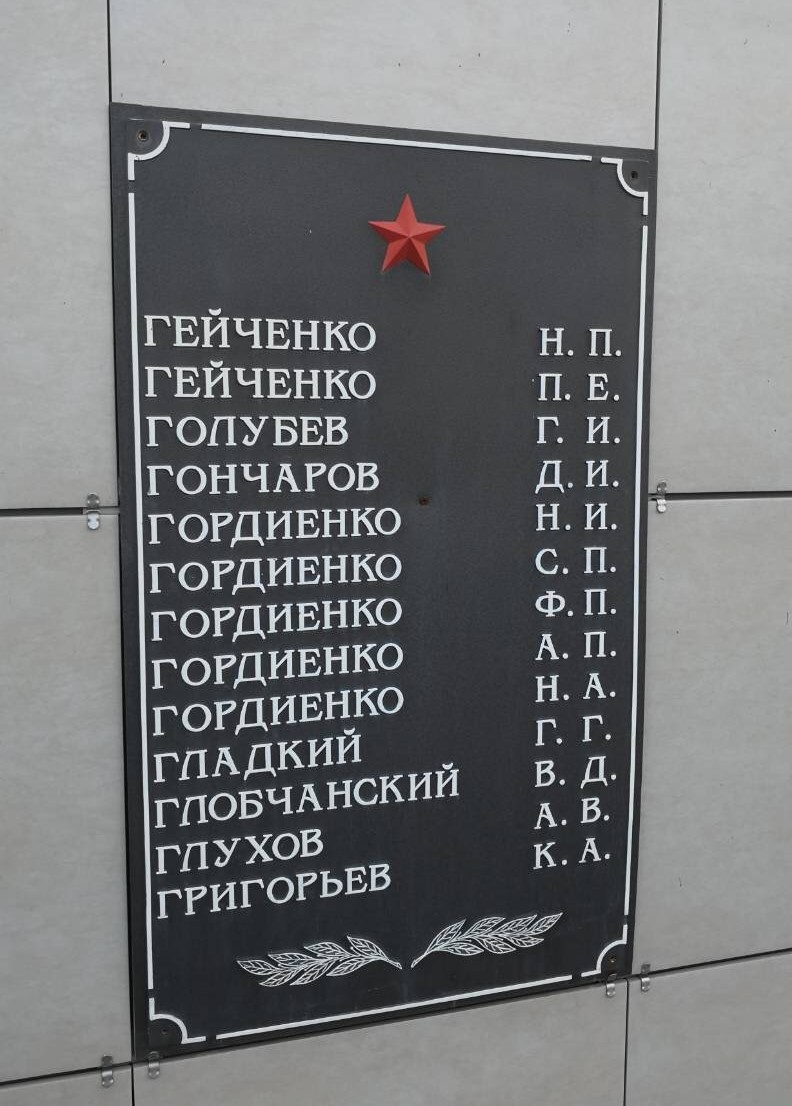 ГЕЙЧЕНКО Н. П.
ГЕЙЧЕНКО П. Е.
ГОЛУБЕВ Г. И.
ГОНЧАРОВ Д. И.
ГОРДИЕНКО Н. И.
ГОРДИЕНКО С. П.
ГОРДИЕНКО Ф. П.
ГОРДИЕНКО А. П.
ГОРДИЕНКО Н. А.
ГЛАДКИЙ Г. Г.
ГЛОБЧАНСКИЙ В. Д.
ГЛУХОВ А. В.
ГРИГОРЬЕВ К. А.